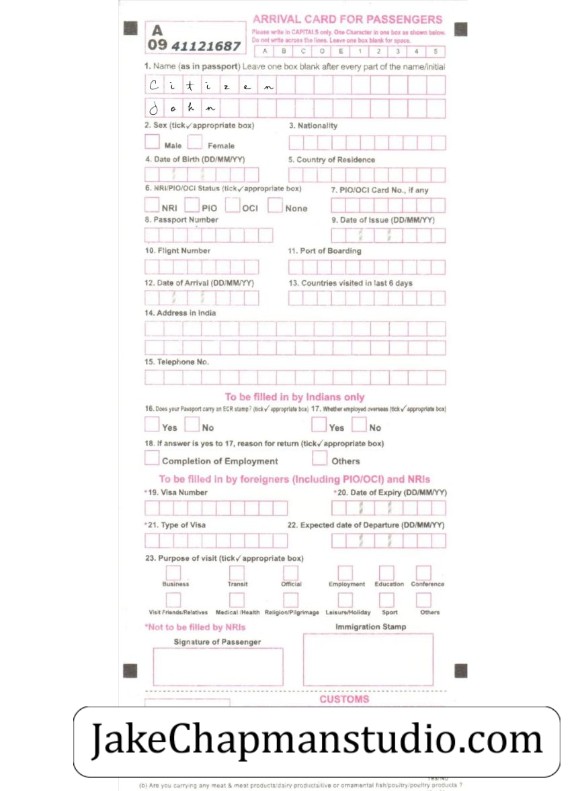 ARRIVAL CARD FOR PASSENGERS
A
09 41121687
Please write in CAPITALS only. One Character in one box as shown below.
Do not write across the lines. Leave one box blank for space.
A B C D E 1 2 3 4 5
1. Name (as in passport) Leave one box blank after every part of the name/initial
Citizen
John
2. Sex (tick✓appropriate box) 3. Nationality
Male Female
4. Date of Birth (DD/MM/YY) 5. Country of Residence
6. NRI/PIO/OCI Status (tick✓appropriate box) 7. PIO/OCI Card No., if any
NRI PIO OCI None
8. Passport Number 9. Date of Issue (DD/MM/YY)
10. Flight Number 11. Port of Boarding
12. Date of Arrival (DD/MM/YY) 13. Countries visited in last 6 days
14. Address in India
15. Telephone No.
To be filled in by Indians only
16. Does your Passport carry an ECR stamp? (tick✓ appropriate box) 17. Whether employed overseas (tick✓ appropriate box)
Yes No Yes No
18. If answer is yes to 17, reason for return (tick✓appropriate box)
Completion of Employment Others
To be filled in by foreigners (Including PIO/OCI) and NRIs
*19. Visa Number *20. Date of Expiry (DD/MM/YY)
*21. Type of Visa 22. Expected date of Departure (DD/MM/YY)
23. Purpose of visit (tick✓appropriate box)
Business Transit Official Employment Education Conference
Visit Friends/Relatives Medical /Health Religion/Pilgrimage Leisure/Holiday Sport Others
*Not to be filled by NRIs Immigration Stamp
Signature of Passenger
CUSTOMS
JakeChapmanstudio.com
(b) Are you carrying any meat & meat products/dairy products/live or ornamental fish/poultry/poultry products ?